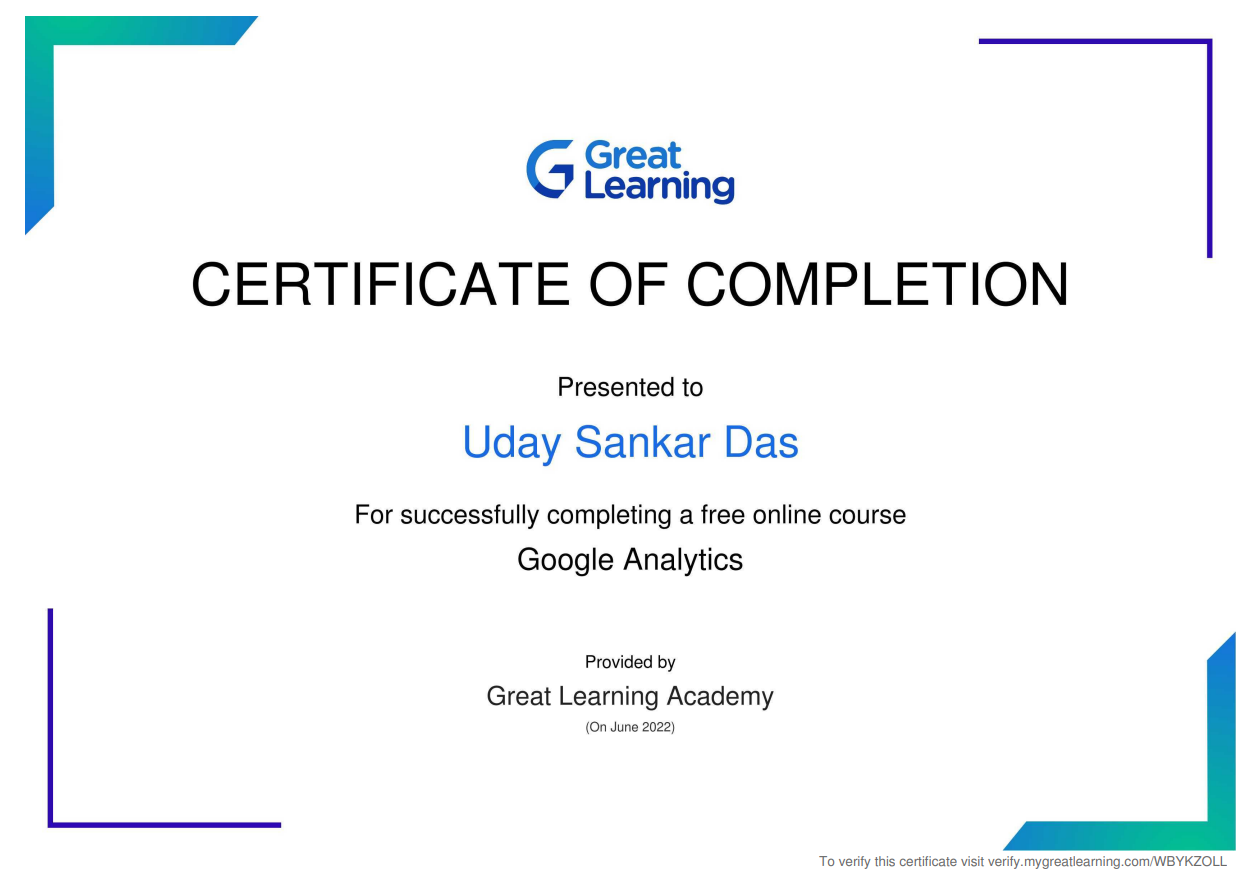 Great
Learning
CERTIFICATE OF COMPLETION
Presented to
Uday Sankar Das
For successfully completing a free online course
Google Analytics
Provided by
Great Learning Academy
(On June 2022)
To verify this certificate visit verify.mygreatlearning.com/WBYKZOLL